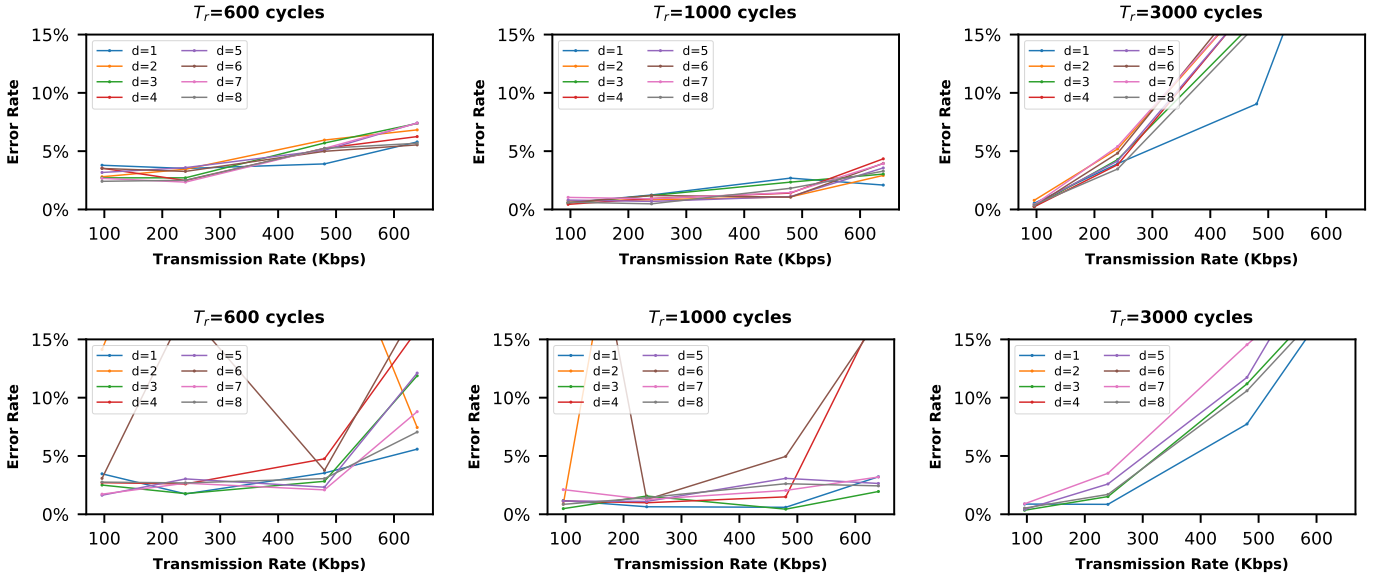 Tr=600 cycles
15%
10%
5%
0%
Error Rate
d=1 d=5
d=2 d=6
d=3 d=7
d=4 d=8
100 200 300 400 500 600
Transmission Rate (Kbps)
Tr=1000 cycles
15%
10%
5%
0%
Error Rate
d=1 d=5
d=2 d=6
d=3 d=7
d=4 d=8
100 200 300 400 500 600
Transmission Rate (Kbps)
Tr=3000 cycles
15%
10%
5%
0%
Error Rate
d=1 d=5
d=2 d=6
d=3 d=7
d=4 d=8
100 200 300 400 500 600
Transmission Rate (Kbps)
Tr=600 cycles
15%
10%
5%
0%
Error Rate
d=1 d=5
d=2 d=6
d=3 d=7
d=4 d=8
100 200 300 400 500 600
Transmission Rate (Kbps)
Tr=1000 cycles
15%
10%
5%
0%
Error Rate
d=1 d=5
d=2 d=6
d=3 d=7
d=4 d=8
100 200 300 400 500 600
Transmission Rate (Kbps)
Tr=3000 cycles
15%
10%
5%
0%
Error Rate
d=1 d=5
d=2 d=6
d=3 d=7
d=4 d=8
100 200 300 400 500 600
Transmission Rate (Kbps)